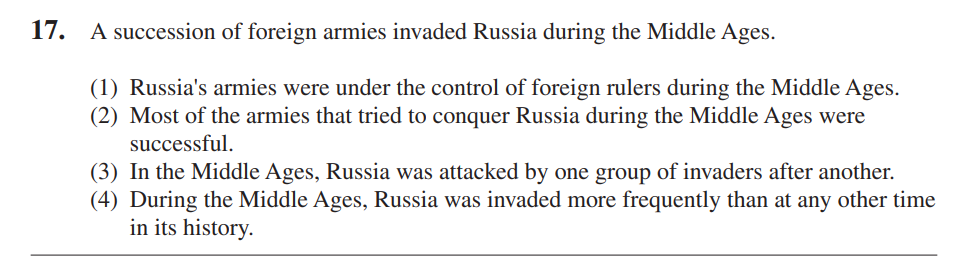 17. A succession of foreign armies invaded Russia during the Middle Ages.
(1) Russia's armies were under the control of foreign rulers during the Middle Ages.
(2) Most of the armies that tried to conquer Russia during the Middle Ages were
successful.
(3) In the Middle Ages, Russia was attacked by one group of invaders after another.
(4) During the Middle Ages, Russia was invaded more frequently than at any other time
in its history.